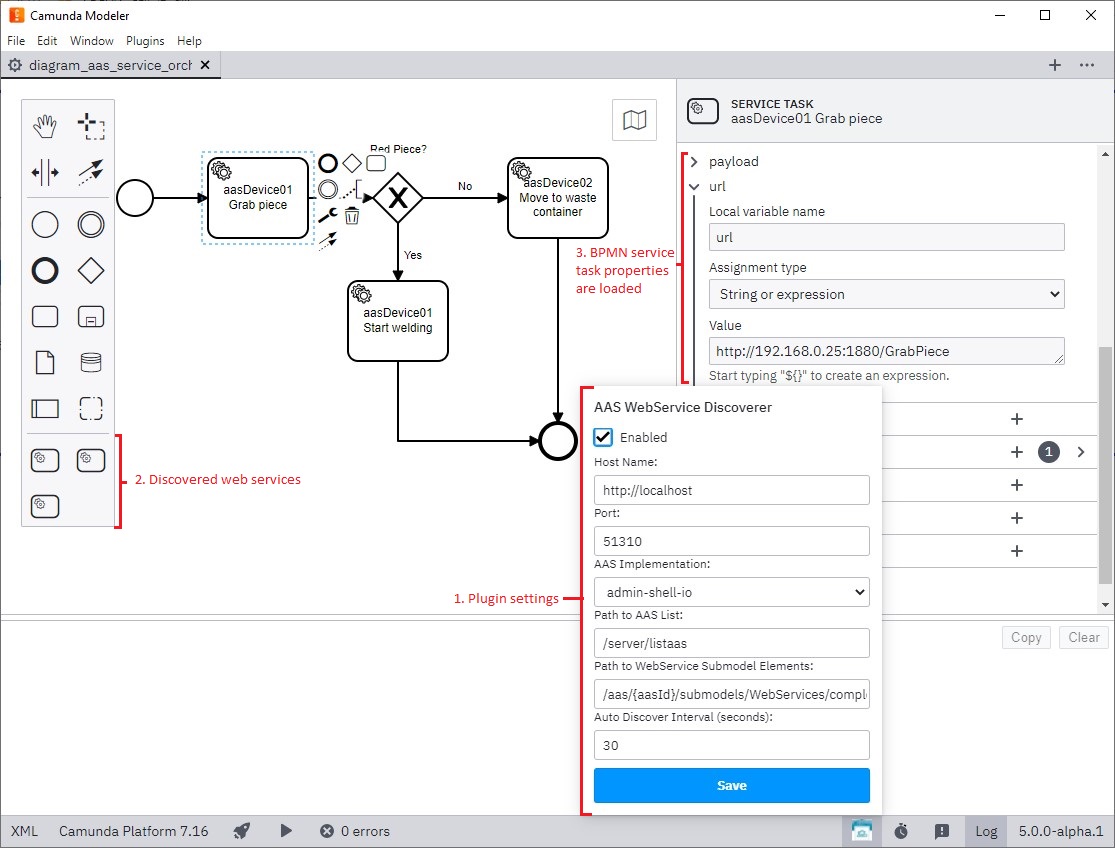 Camunda Modeler
File Edit Window Plugins Help
diagram_aas_service_orch
SERVICE TASK
aasDevice01 Grab piece
payload
url
Local variable name
url
Assignment type
String or expression
Value
http://192.168.0.25:1880/GrabPiece
Start typing "${}" to create an expression.
1
aasDevice01
Grab piece
Red Piece?
No
Yes
aasDevice02
Move to waste
container
aasDevice01
Start welding
3. BPMN service
task properties
are loaded
2. Discovered web services
1. Plugin settings
AAS WebService Discoverer
Enabled
Host Name:
http://localhost
Port:
51310
AAS Implementation:
admin-shell-io
Path to AAS List:
/server/listaas
Path to WebService Submodel Elements:
/aas/{aasId}/submodels/WebServices/compl
Auto Discover Interval (seconds):
30
Save
Copy Clear
XML Camunda Platform 7.16 0 errors Log 5.0.0-alpha.1